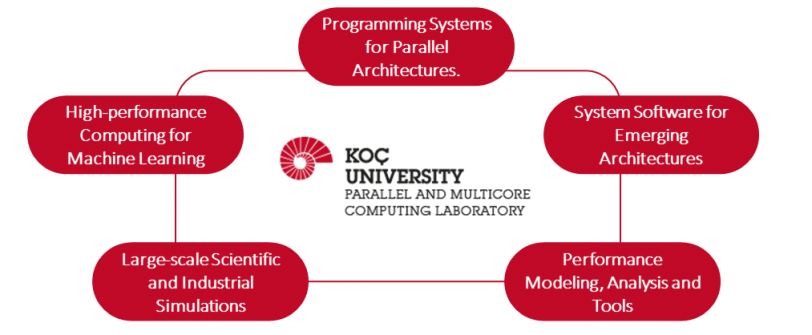 Programming Systems
for Parallel
Architectures.
High-performance
Computing for
Machine Learning
System Software for
Emerging
Architectures
KOÇ
UNIVERSITY
PARALLEL AND MULTICORE
COMPUTING LABORATORY
Large-scale Scientific
and Industrial
Simulations
Performance
Modeling, Analysis and
Tools